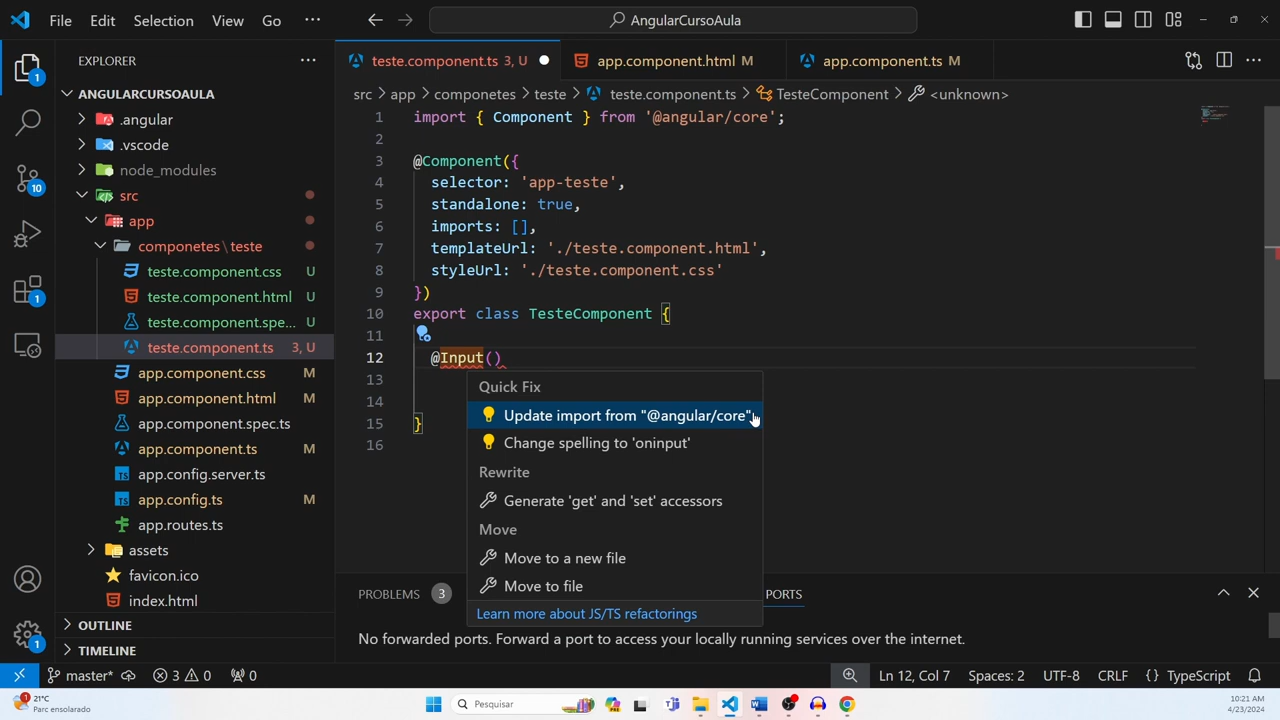 File Edit Selection View Go ···
AngularCursoAula
EXPLORER ···
ANGULARCURSOAULA
.angular
.vscode
node_modules
src
app
componetes\teste
teste.component.css U
teste.component.html U
teste.component.spe... U
teste.component.ts 3, U
app.component.css M
app.component.html M
app.component.spec.ts
app.component.ts M
app.config.server.ts
app.config.ts M
app.routes.ts
assets
favicon.ico
index.html
OUTLINE
TIMELINE
1
10
1
1
teste.component.ts 3, U
app.component.html M
app.component.ts M
src > app > componetes > teste > teste.component.ts > TesteComponent > <unknown>
1 import { Component } from '@angular/core';
2
3 @Component({
4 selector: 'app-teste',
5 standalone: true,
6 imports: [],
7 templateUrl: './teste.component.html',
8 styleUrl: './teste.component.css'
9 })
10 export class TesteComponent {
11
12 @Input()
13
14
15 }
16
Quick Fix
Update import from "@angular/core"
Change spelling to 'oninput'
Rewrite
Generate 'get' and 'set' accessors
Move
Move to a new file
Move to file
Learn more about JS/TS refactorings
PROBLEMS 3
PORTS
No forwarded ports. Forward a port to access your locally running services over the internet.
master* 3 0 0
Ln 12, Col 7 Spaces: 2 UTF-8 CRLF {} TypeScript
21°C
Parc ensolarado
1
Pesquisar
10:21 AM
4/23/2024